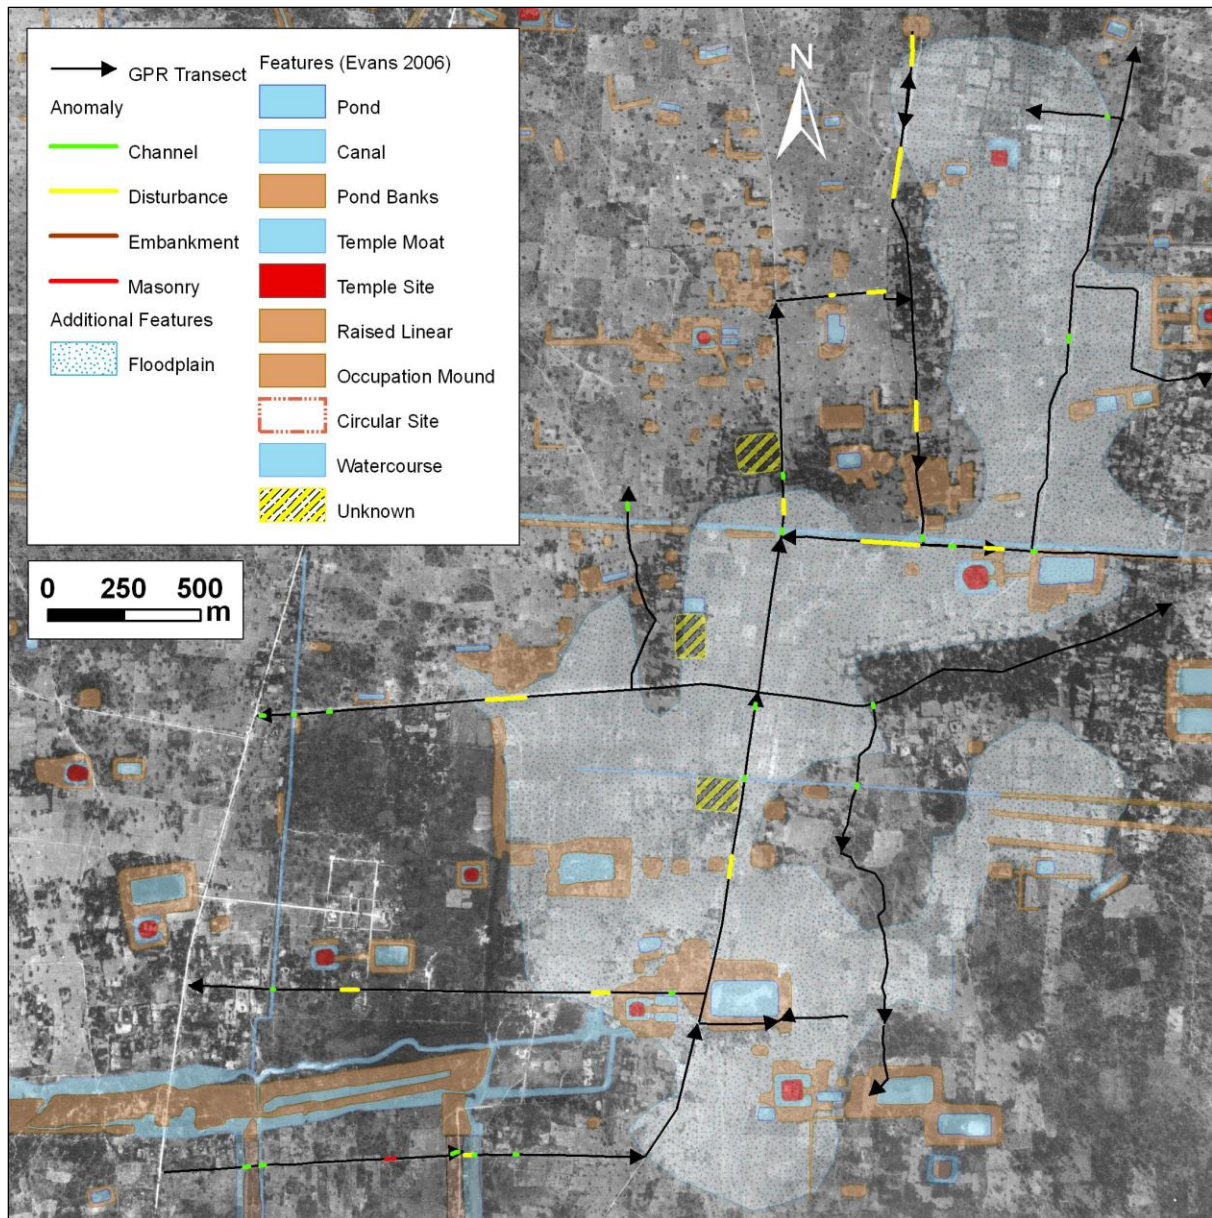 GPR Transect
Anomaly
Channel
Disturbance
Embankment
Masonry
Additional Features
Floodplain
Features (Evans 2006)
Pond
Canal
Pond Banks
Temple Moat
Temple Site
Raised Linear
Occupation Mound
Circular Site
Watercourse
Unknown
N
0 250 500
m